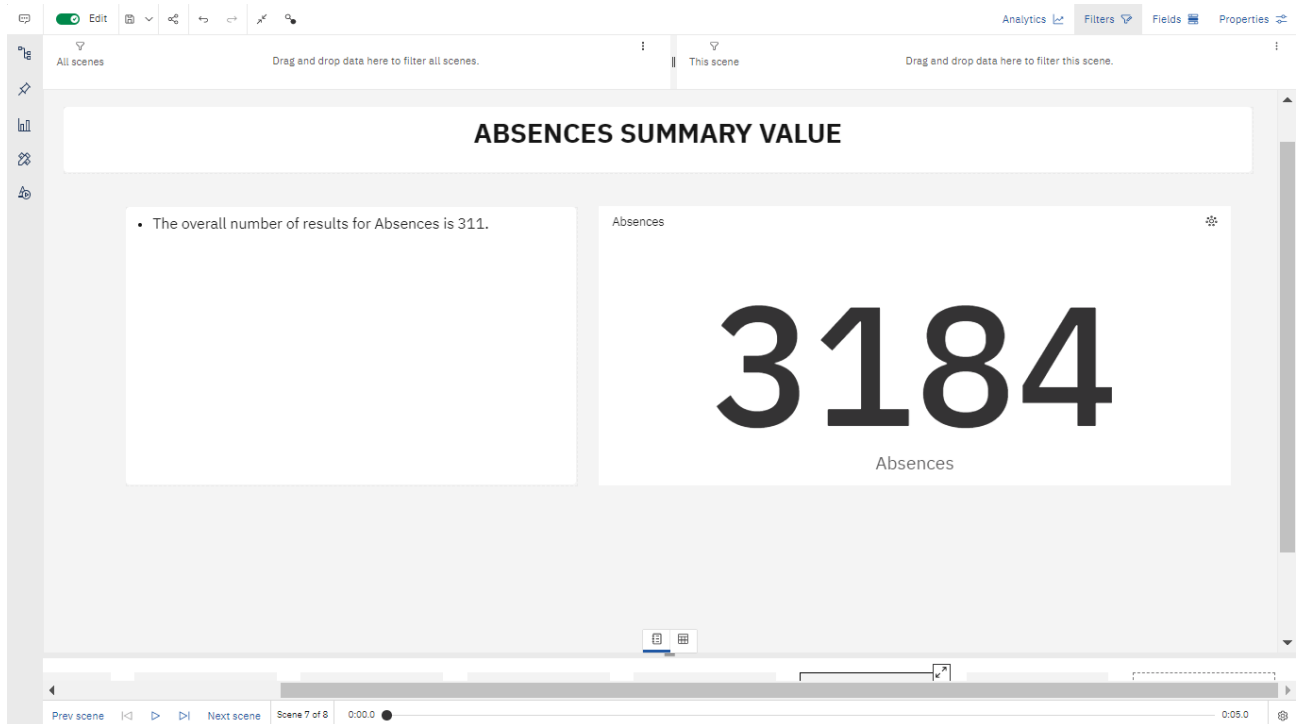 Edit
Analytics
Filters
Fields
Properties
All scenes
Drag and drop data here to filter all scenes.
This scene
Drag and drop data here to filter this scene.
ABSENCES SUMMARY VALUE
• The overall number of results for Absences is 311.
Absences
3184
Absences
Prev scene
Next scene
Scene 7 of 8
0:00.0
0:05.0